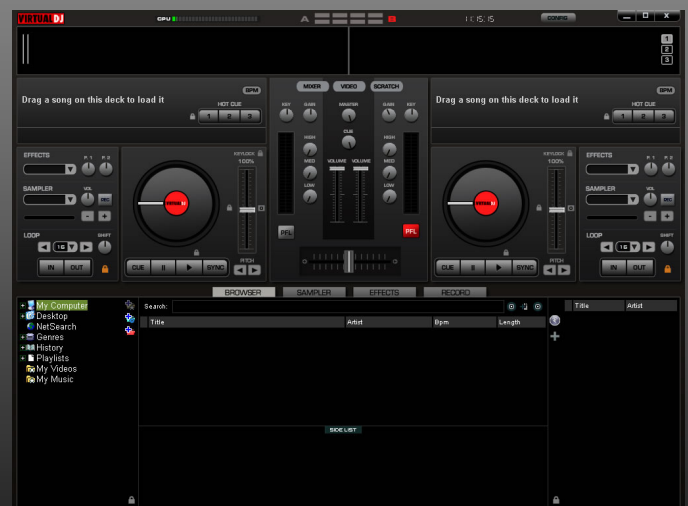 VIRTUAL DJ
CPU
A
B
11:15:15
CONFIG
1
2
3
BPM
Drag a song on this deck to load it
HOT CUE
1 2 3
MIXER VIDEO SCRATCH
KEY GAIN MASTER GAIN KEY
CUE
HIGH HIGH
MED VOLUME VOLUME MED
LOW LOW
PFL PFL
BPM
Drag a song on this deck to load it
HOT CUE
1 2 3
EFFECTS P. 1 P. 2
SAMPLER VOL
REC
- +
LOOP SHIFT
16
IN OUT
KEYLOCK
100%
CUE SYNC
PITCH
KEYLOCK
100%
CUE SYNC
PITCH
EFFECTS P. 1 P. 2
SAMPLER VOL
REC
- +
LOOP SHIFT
16
IN OUT
BROWSER SAMPLER EFFECTS RECORD
My Computer
Desktop
NetSearch
Genres
History
Playlists
My Videos
My Music
Search:
Title Artist Bpm Length
SIDE LIST
Title Artist